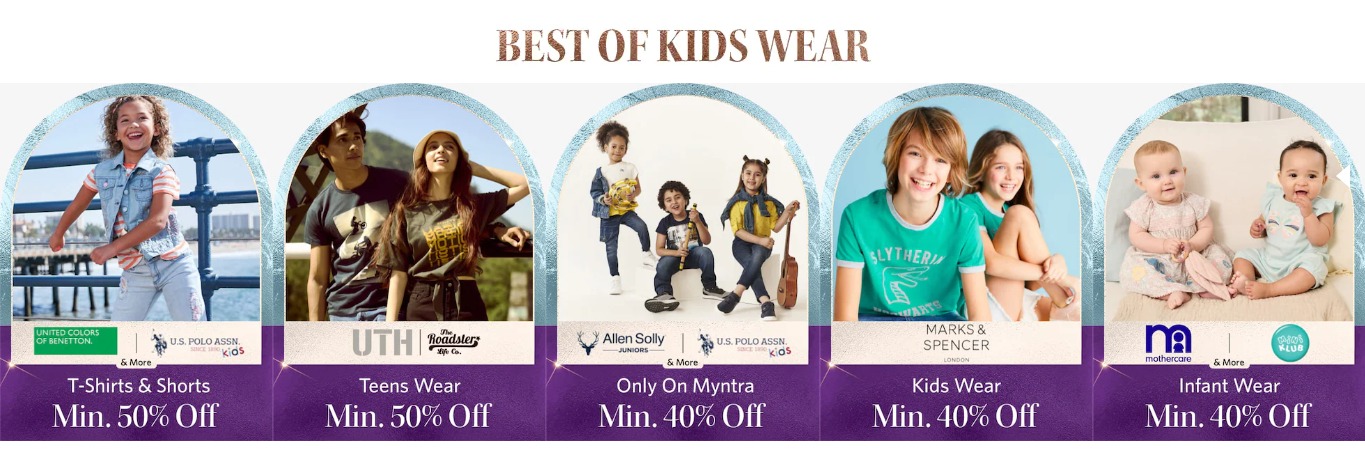 BEST OF KIDS WEAR
UNITED COLORS
OF BENETTON.
U.S. POLO ASSN.
SINCE 1890
KiDS
& More
T-Shirts & Shorts
Min. 50% Off
UTH
The
Roadster
Life Co.
Teens Wear
Min. 50% Off
Allen Solly
JUNIORS
U.S. POLO ASSN.
SINCE 1890
KiDS
& More
Only On Myntra
Min. 40% Off
SLYTHERIN
MARKS &
SPENCER
LONDON
Kids Wear
Min. 40% Off
mothercare
mini
KLUB
& More
Infant Wear
Min. 40% Off